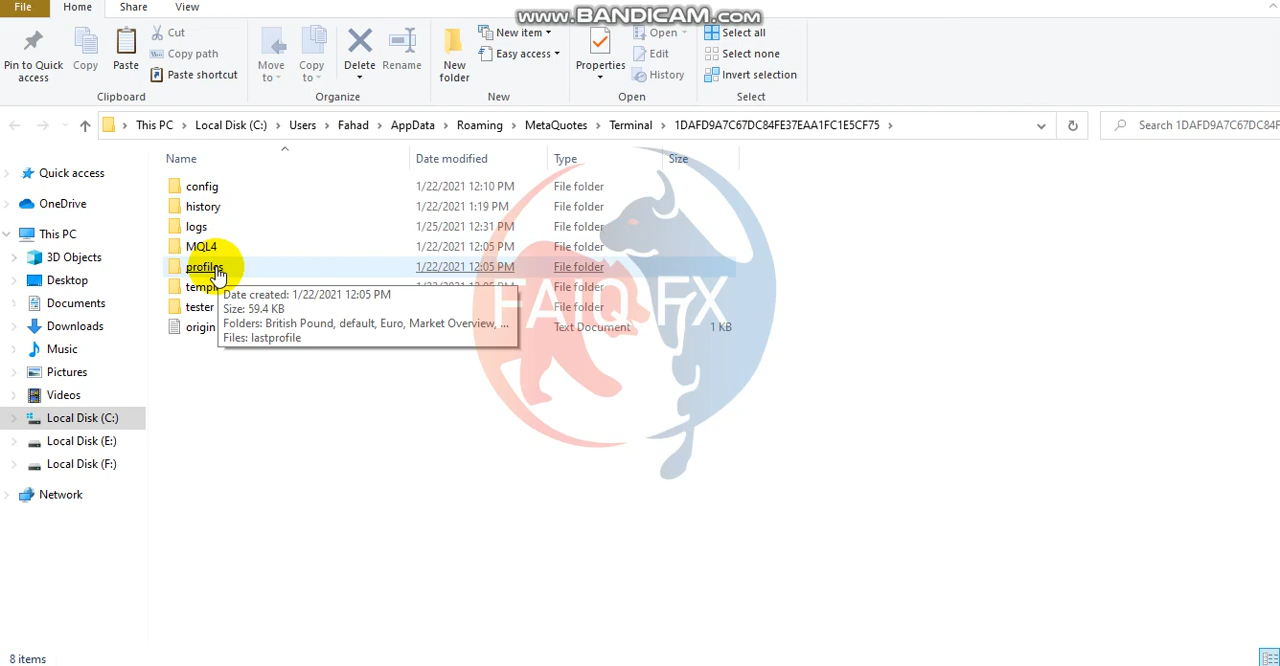 www.BANDICAM.com
File Home Share View
Pin to Quick access
Copy
Paste
Cut
Copy path
Paste shortcut
Clipboard
Move to
Copy to
Delete
Rename
Organize
New folder
New item
Easy access
New
Properties
Open
Edit
History
Open
Select all
Select none
Invert selection
Select
This PC > Local Disk (C:) > Users > Fahad > AppData > Roaming > MetaQuotes > Terminal > 1DAFD9A7C67DC84FE37EAA1FC1E5CF75 >
Search 1DAFD9A7C67DC84F
Quick access
OneDrive
This PC
3D Objects
Desktop
Documents
Downloads
Music
Pictures
Videos
Local Disk (C:)
Local Disk (E:)
Local Disk (F:)
Network
Name Date modified Type Size
config 1/22/2021 12:10 PM File folder
history 1/22/2021 1:19 PM File folder
logs 1/25/2021 12:31 PM File folder
MQL4 1/22/2021 12:05 PM File folder
profiles 1/22/2021 12:05 PM File folder
templ
tester File folder
origin Text Document 1 KB
Date created: 1/22/2021 12:05 PM
Size: 59.4 KB
Folders: British Pound, default, Euro, Market Overview, ...
Files: lastprofile
FAIQ FX
8 items